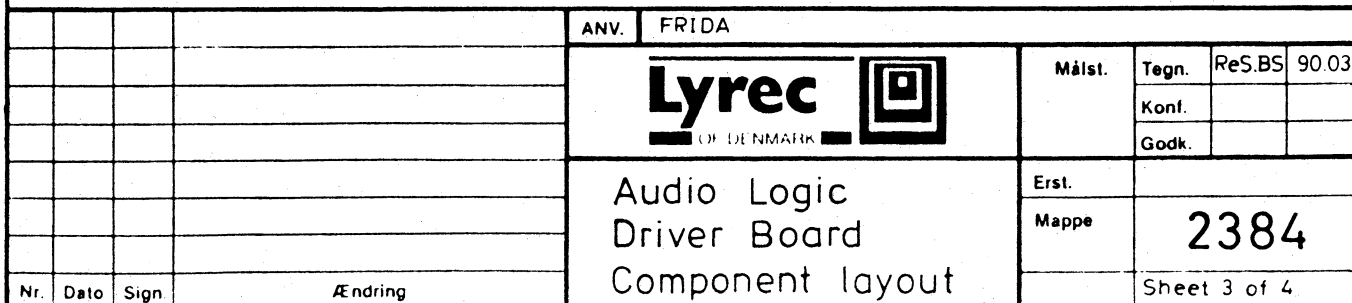 ANV. FRIDA
Lyrec
OF DENMARK
Målst. Tegn. ReS.BS 90.03
Konf.
Godk.
Audio Logic
Driver Board
Component layout
Erst.
Mappe 2384
Sheet 3 of 4
Nr. Dato Sign. Ændring